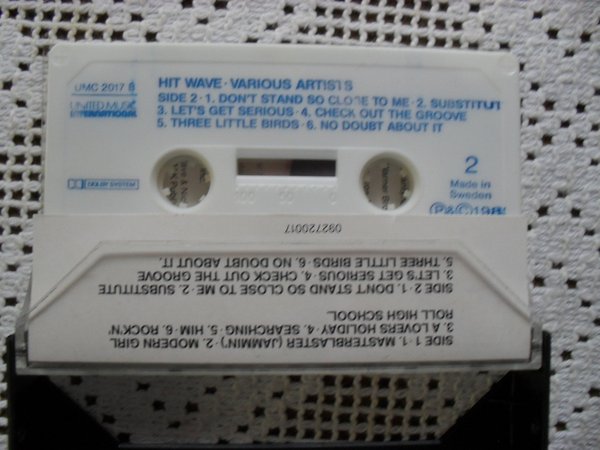 UMC 2017 B
HIT WAVE · VARIOUS ARTISTS
UNITED MUSIC
INTERNATIONAL
SIDE 2 · 1. DON'T STAND SO CLOSE TO ME · 2. SUBSTITUT
3. LET'S GET SERIOUS · 4. CHECK OUT THE GROOVE
5. THREE LITTLE BIRDS · 6. NO DOUBT ABOUT IT
DOLBY SYSTEM
2
Made in
Sweden
092720017
SIDE 1 · 1. MASTERBLASTER (JAMMIN') · 2. MODERN GIRL
3. A LOVERS HOLIDAY · 4. SEARCHING · 5. HIM · 6. ROCK'N'
ROLL HIGH SCHOOL
SIDE 2 · 1. DON'T STAND SO CLOSE TO ME · 2. SUBSTITUTE
3. LET'S GET SERIOUS · 4. CHECK OUT THE GROOVE
5. THREE LITTLE BIRDS · 6. NO DOUBT ABOUT IT.